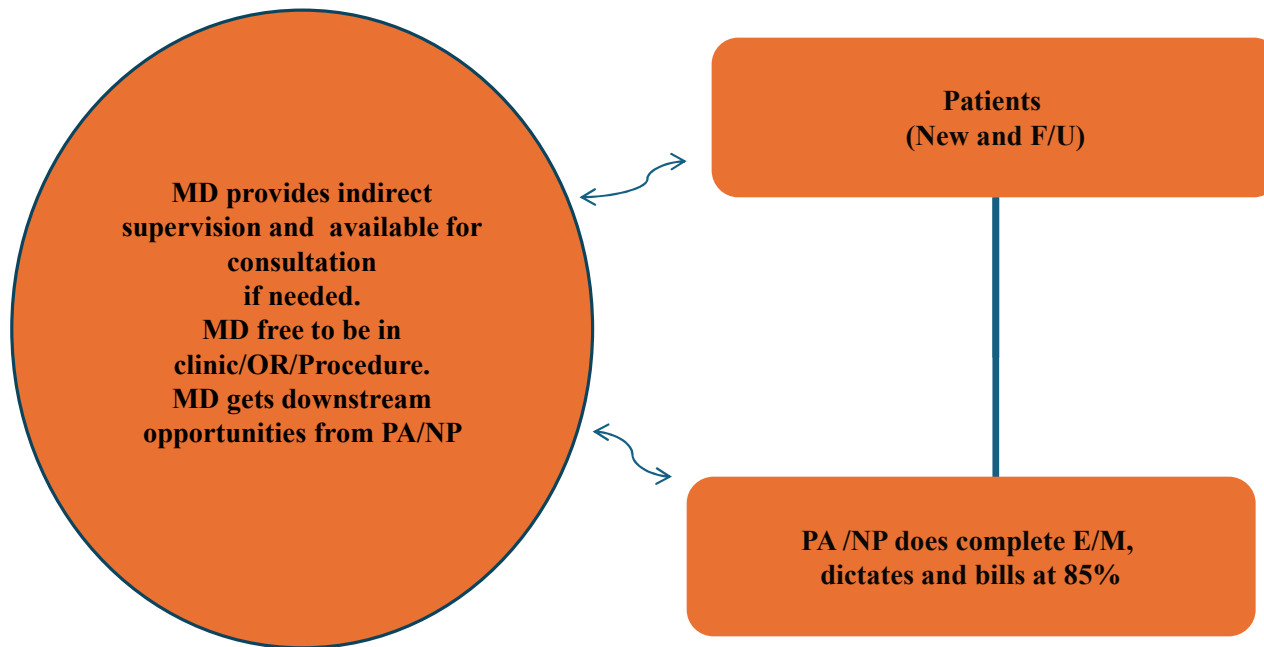 MD provides indirect
supervision and  available for
consultation
if needed.
MD free to be in
clinic/OR/Procedure.
MD gets downstream
opportunities from PA/NP
Patients
(New and F/U)
PA /NP does complete E/M,
dictates and bills at 85%